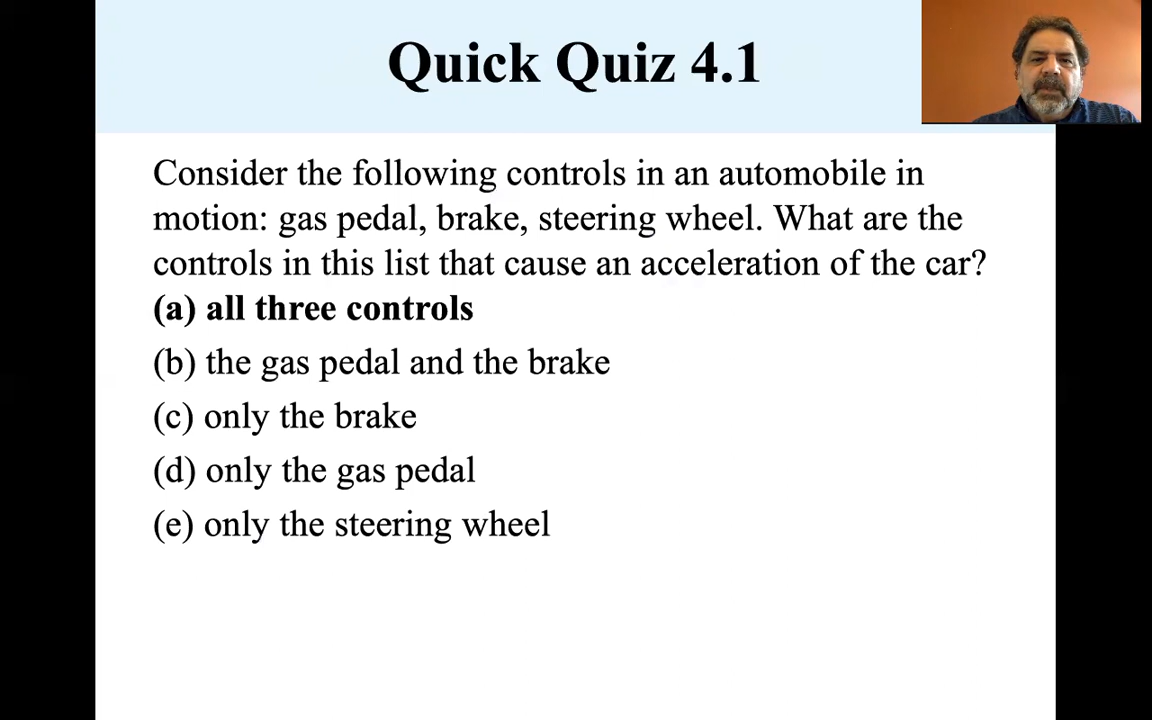 Quick Quiz 4.1
Consider the following controls in an automobile in
motion: gas pedal, brake, steering wheel. What are the
controls in this list that cause an acceleration of the car?
(a) all three controls
(b) the gas pedal and the brake
(c) only the brake
(d) only the gas pedal
(e) only the steering wheel